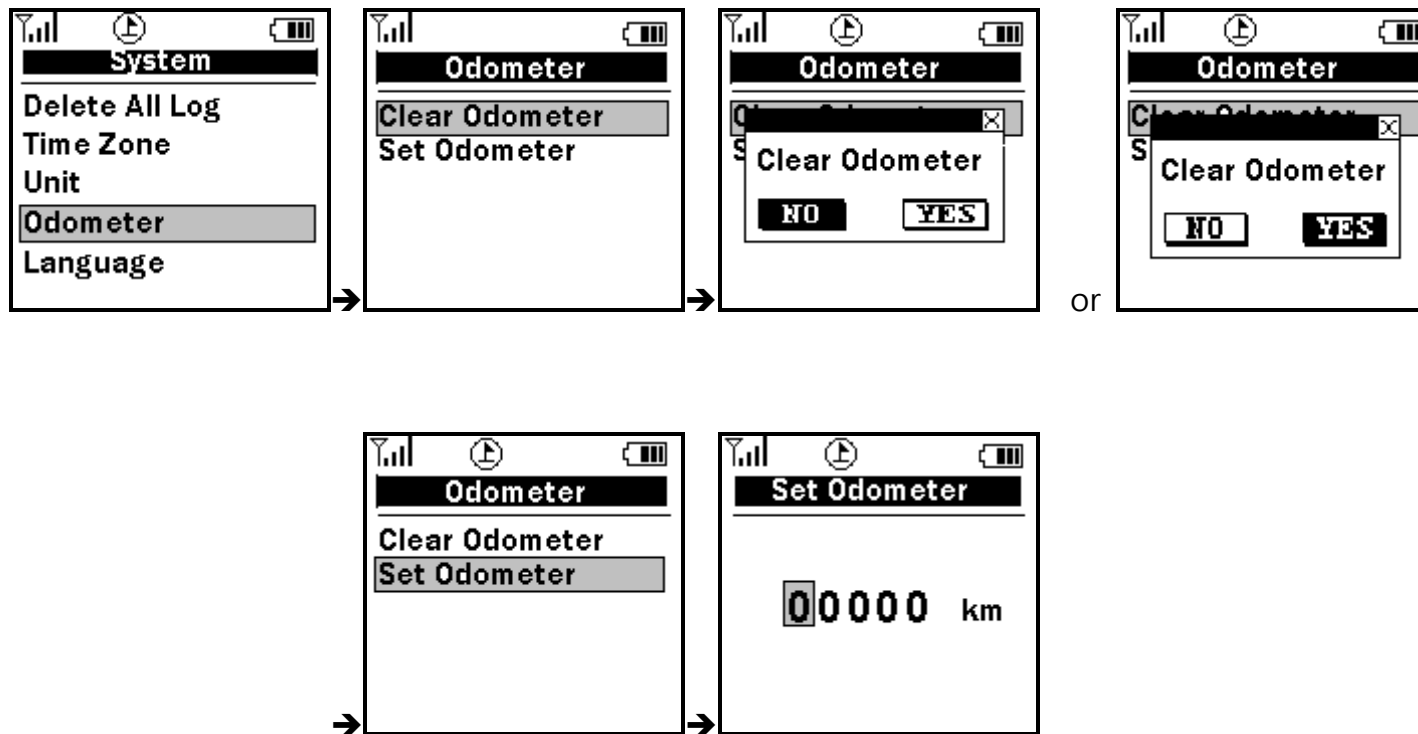 System
Delete All Log
Time Zone
Unit
Odometer
Language
Odometer
Clear Odometer
Set Odometer
Odometer
Clear Odometer
NO YES
or
Odometer
Clear Odometer
NO YES
Odometer
Clear Odometer
Set Odometer
Set Odometer
00000 km